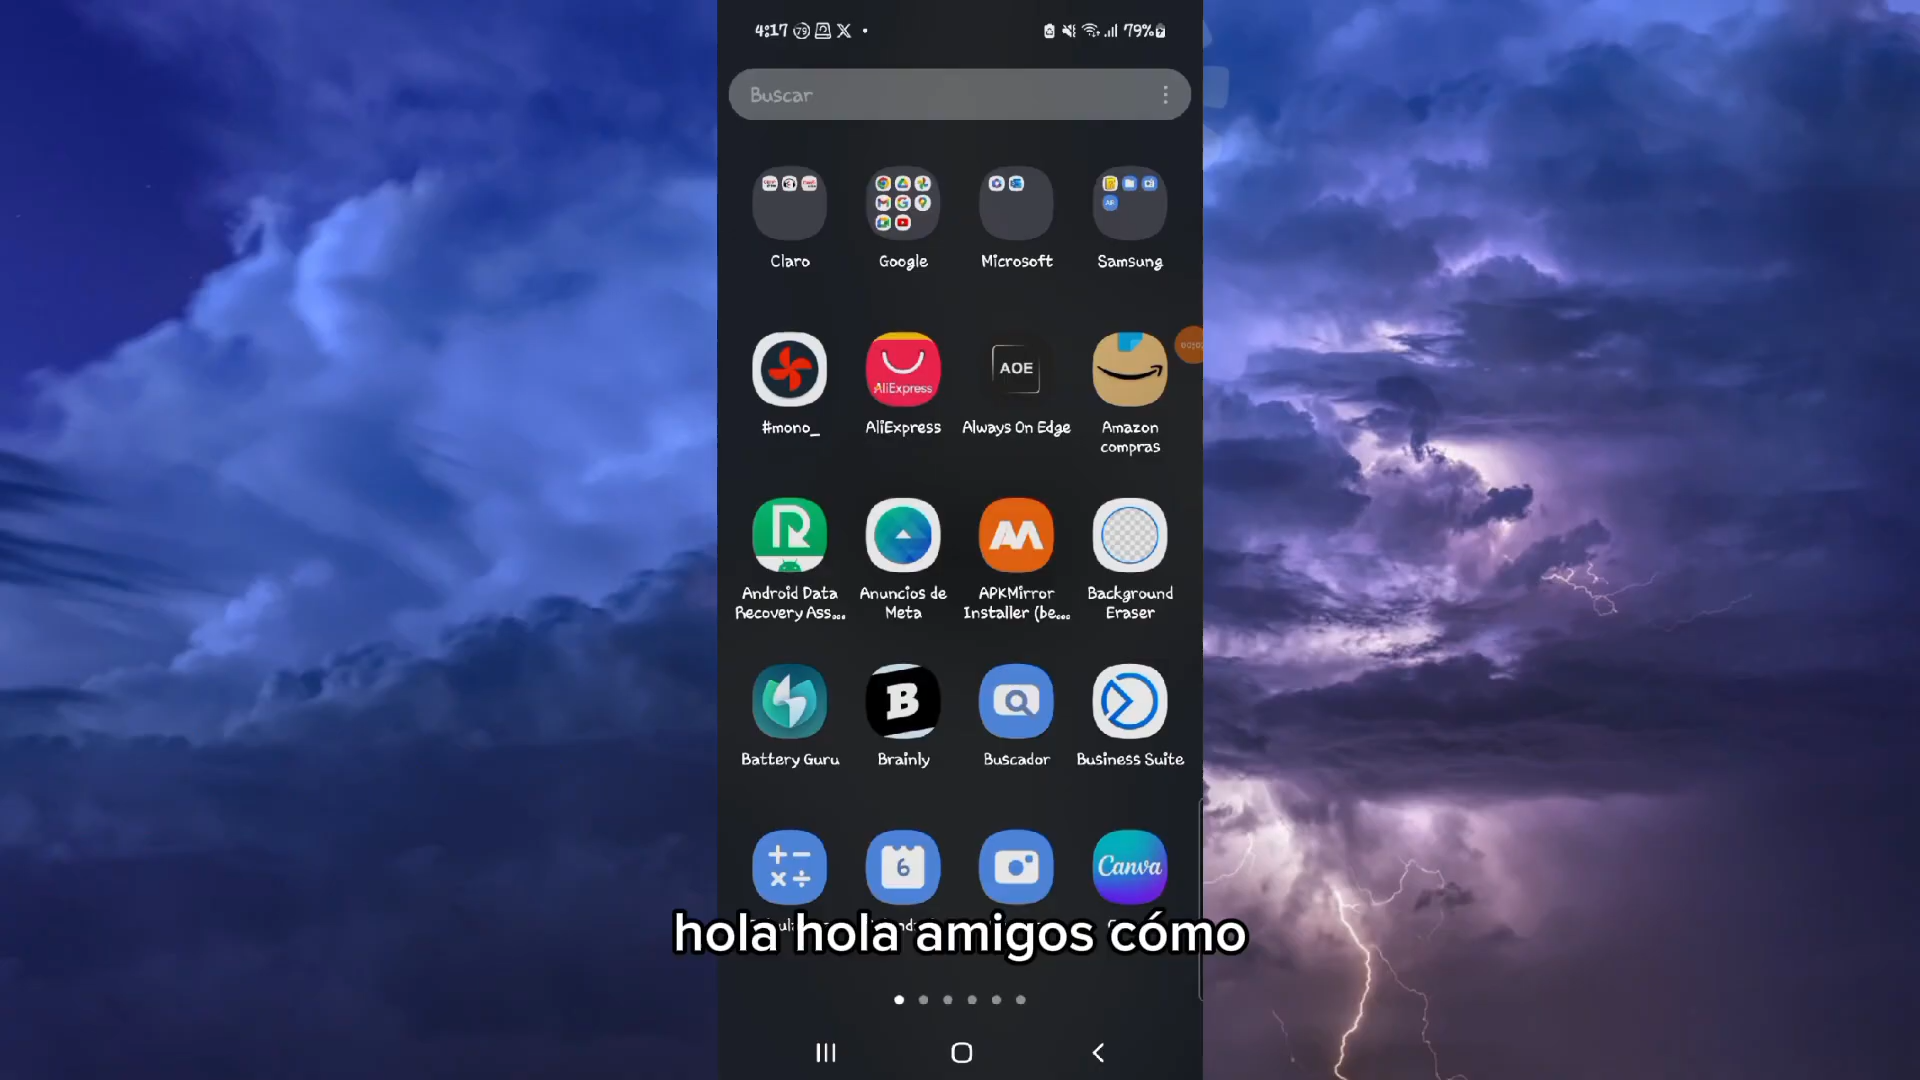 4:17
79%
Buscar
Claro Google Microsoft Samsung
AOE
AliExpress
#mono_ AliExpress Always On Edge Amazon compras
Android Data Recovery Ass... Anuncios de Meta APKMirror Installer (be... Background Eraser
B
Battery Guru Brainly Buscador Business Suite
6
Canva
hola hola amigos cómo